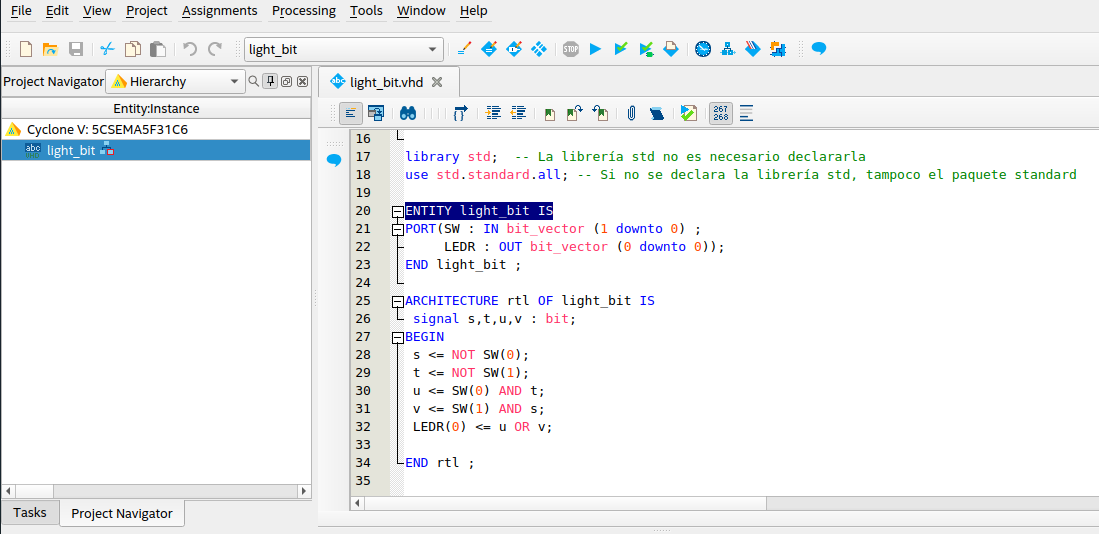 File Edit View Project Assignments Processing Tools Window Help
light_bit
Project Navigator Hierarchy
Entity:Instance
Cyclone V: 5CSEMA5F31C6
light_bit
Tasks Project Navigator
light_bit.vhd
267
268
16
17 library std;  -- La librería std no es necesario declararla
18 use std.standard.all; -- Si no se declara la librería std, tampoco el paquete standard
19
20 ENTITY light_bit IS
21 PORT(SW : IN bit_vector (1 downto 0) ;
22      LEDR : OUT bit_vector (0 downto 0));
23 END light_bit ;
24
25 ARCHITECTURE rtl OF light_bit IS
26  signal s,t,u,v : bit;
27 BEGIN
28  s <= NOT SW(0);
29  t <= NOT SW(1);
30  u <= SW(0) AND t;
31  v <= SW(1) AND s;
32  LEDR(0) <= u OR v;
33
34 END rtl ;
35